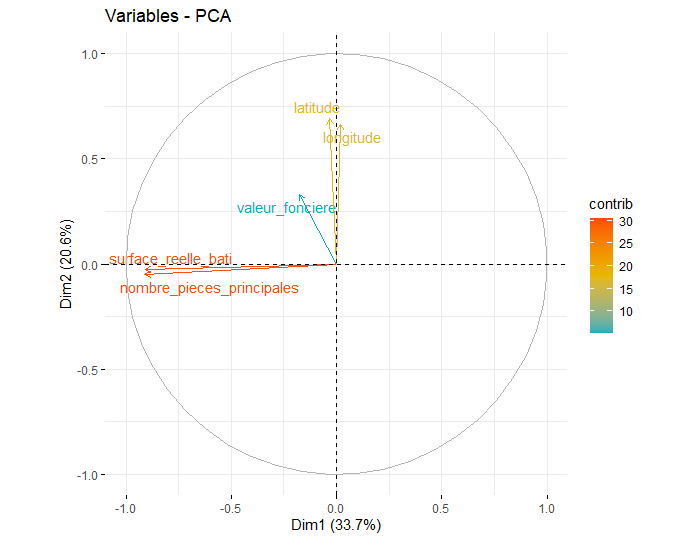 Variables - PCA
1.0
latitude
longitude
0.5
valeur_fonciere
surface_reelle_bati
0.0
nombre_pieces_principales
-0.5
-1.0
Dim2 (20.6%)
-1.0 -0.5 0.0 0.5 1.0
Dim1 (33.7%)
contrib
30
25
20
15
10